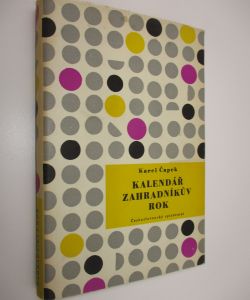 Karel Čapek
KALENDÁŘ
ZAHRADNÍKŮV
ROK
Československý spisovatel